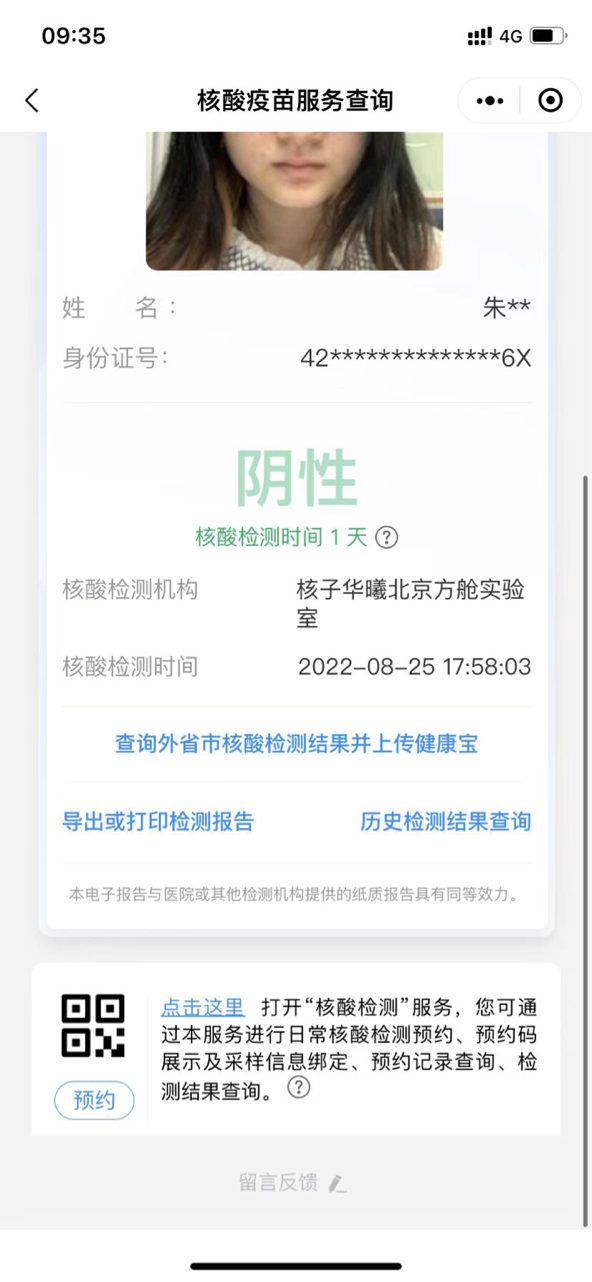 09:35
4G
核酸疫苗服务查询
姓 名：
朱**
身份证号：
42**************6X
阴性
核酸检测时间 1 天 ?
核酸检测机构
核子华曦北京方舱实验
室
核酸检测时间
2022-08-25 17:58:03
查询外省市核酸检测结果并上传健康宝
导出或打印检测报告
历史检测结果查询
本电子报告与医院或其他检测机构提供的纸质报告具有同等效力。
点击这里 打开“核酸检测”服务，您可通
过本服务进行日常核酸检测预约、预约码
展示及采样信息绑定、预约记录查询、检
测结果查询。 ?
预约
留言反馈